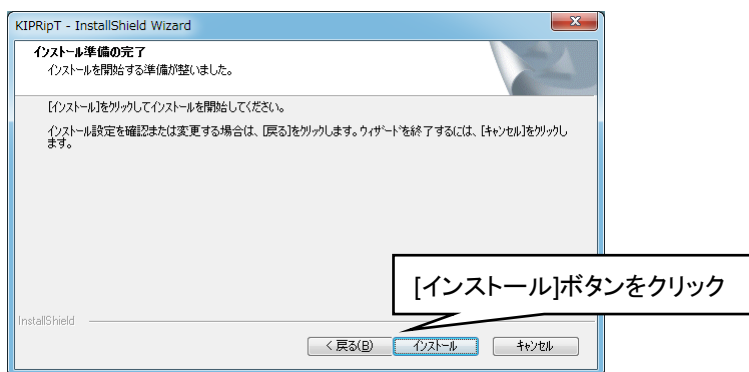 KIPRipT - InstallShield Wizard
インストール準備の完了
インストールを開始する準備が整いました。
[インストール]をクリックしてインストールを開始してください。
インストール設定を確認または変更する場合は、[戻る]をクリックします。ウィザードを終了するには、[キャンセル]をクリックし
ます。
[インストール]ボタンをクリック
InstallShield
< 戻る(B)
インストール
キャンセル